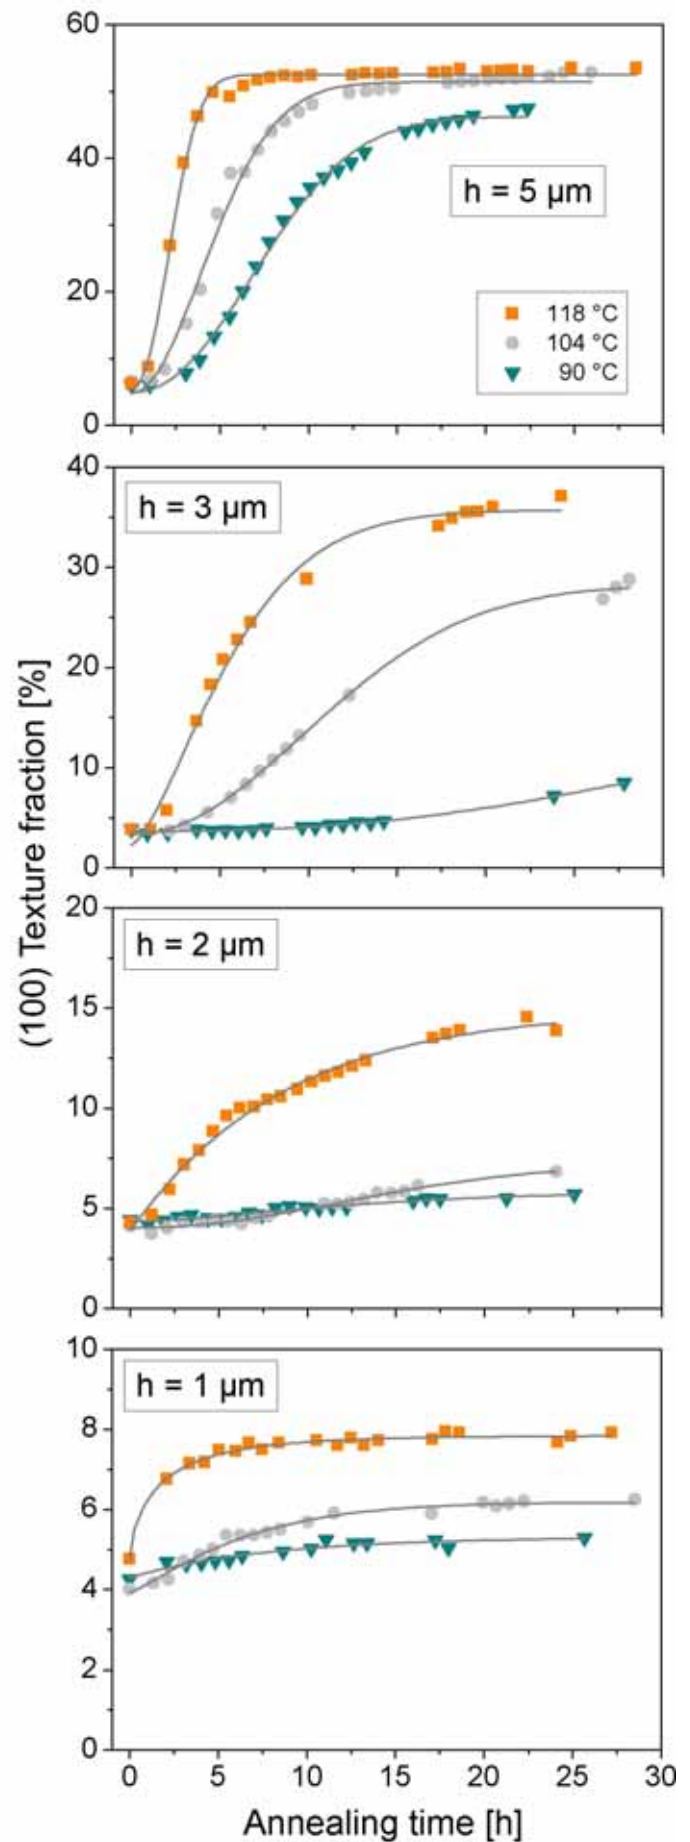 60
40
20
0
h = 5 µm
118 °C
104 °C
90 °C
40
30
20
10
0
h = 3 µm
(100) Texture fraction [%]
20
15
10
5
0
h = 2 µm
10
8
6
4
2
0
h = 1 µm
0 5 10 15 20 25 30
Annealing time [h]